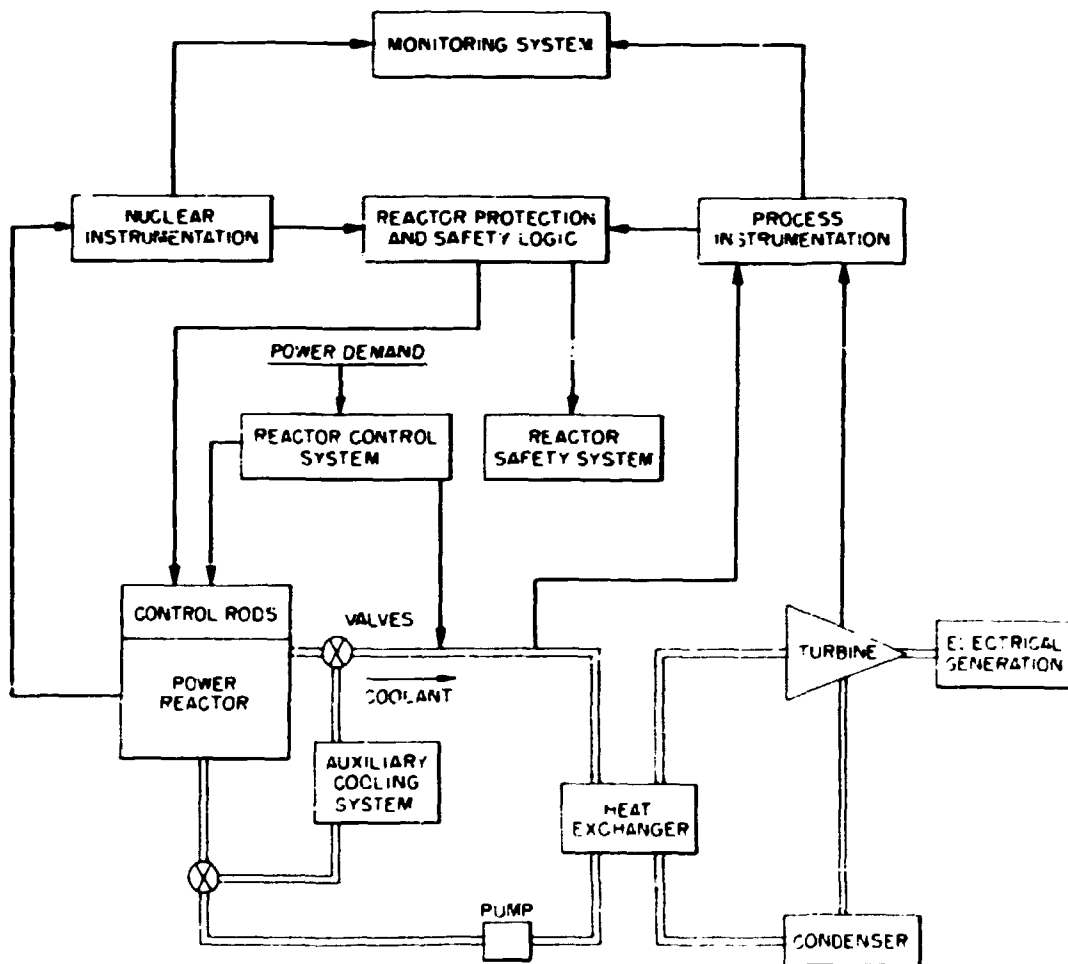 MONITORING SYSTEM
NUCLEAR
INSTRUMENTATION
REACTOR PROTECTION
AND SAFETY LOGIC
PROCESS
INSTRUMENTATION
POWER DEMAND
REACTOR CONTROL
SYSTEM
REACTOR
SAFETY SYSTEM
CONTROL RODS
VALVES
POWER
REACTOR
COOLANT
TURBINE
ELECTRICAL
GENERATION
AUXILIARY
COOLING
SYSTEM
HEAT
EXCHANGER
PUMP
CONDENSER